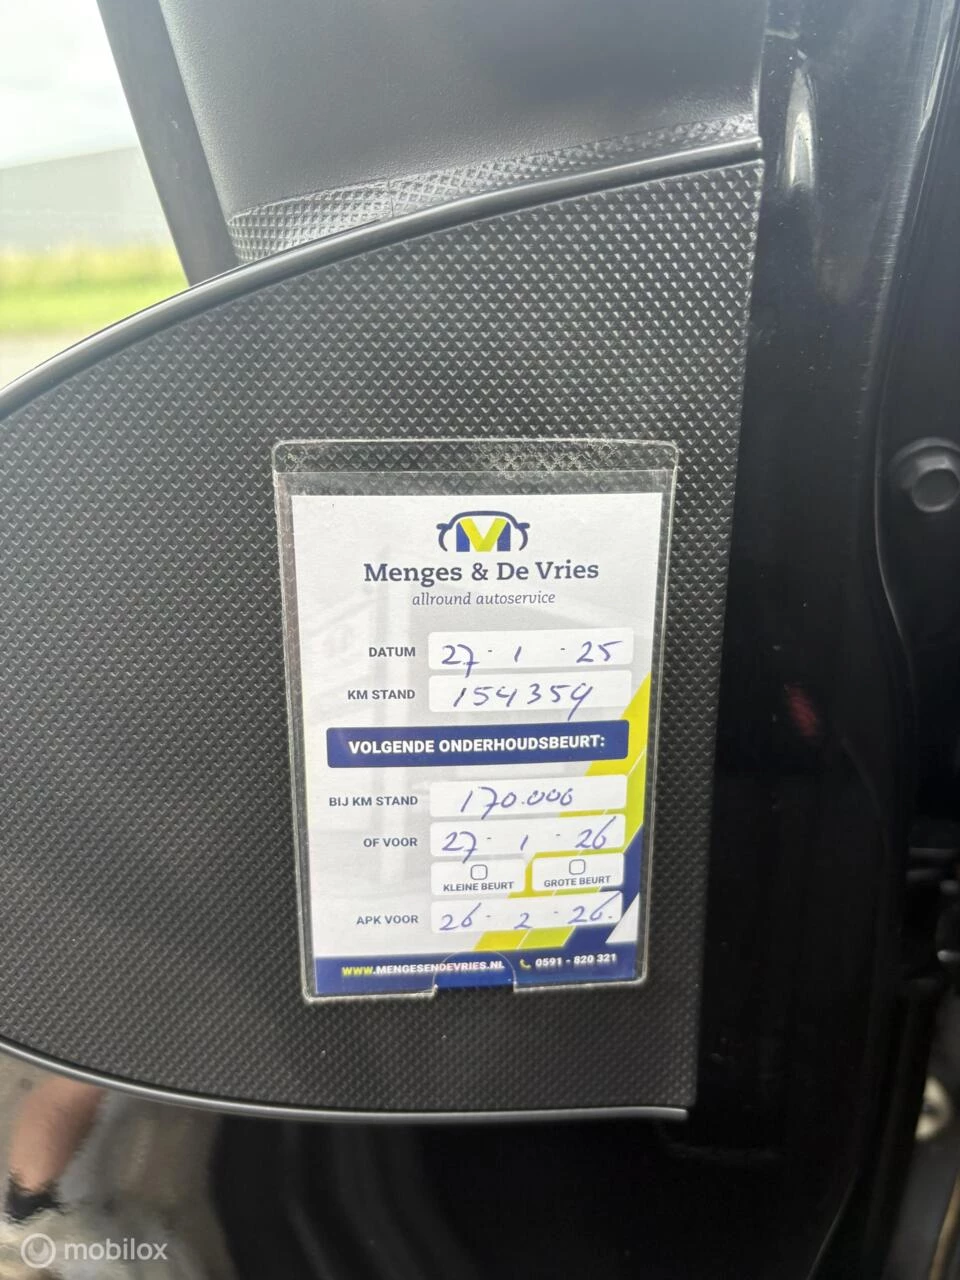 Menges & De Vries
allround autoservice
DATUM 27 - 1 - 25
KM STAND 154359
VOLGENDE ONDERHOUDSBEURT:
BIJ KM STAND 170.000
OF VOOR 27 - 1 - 26
KLEINE BEURT GROTE BEURT
APK VOOR 26 - 2 - 26.
WWW.MENGESENDEVRIES.NL 0591 - 820 321
mobilox